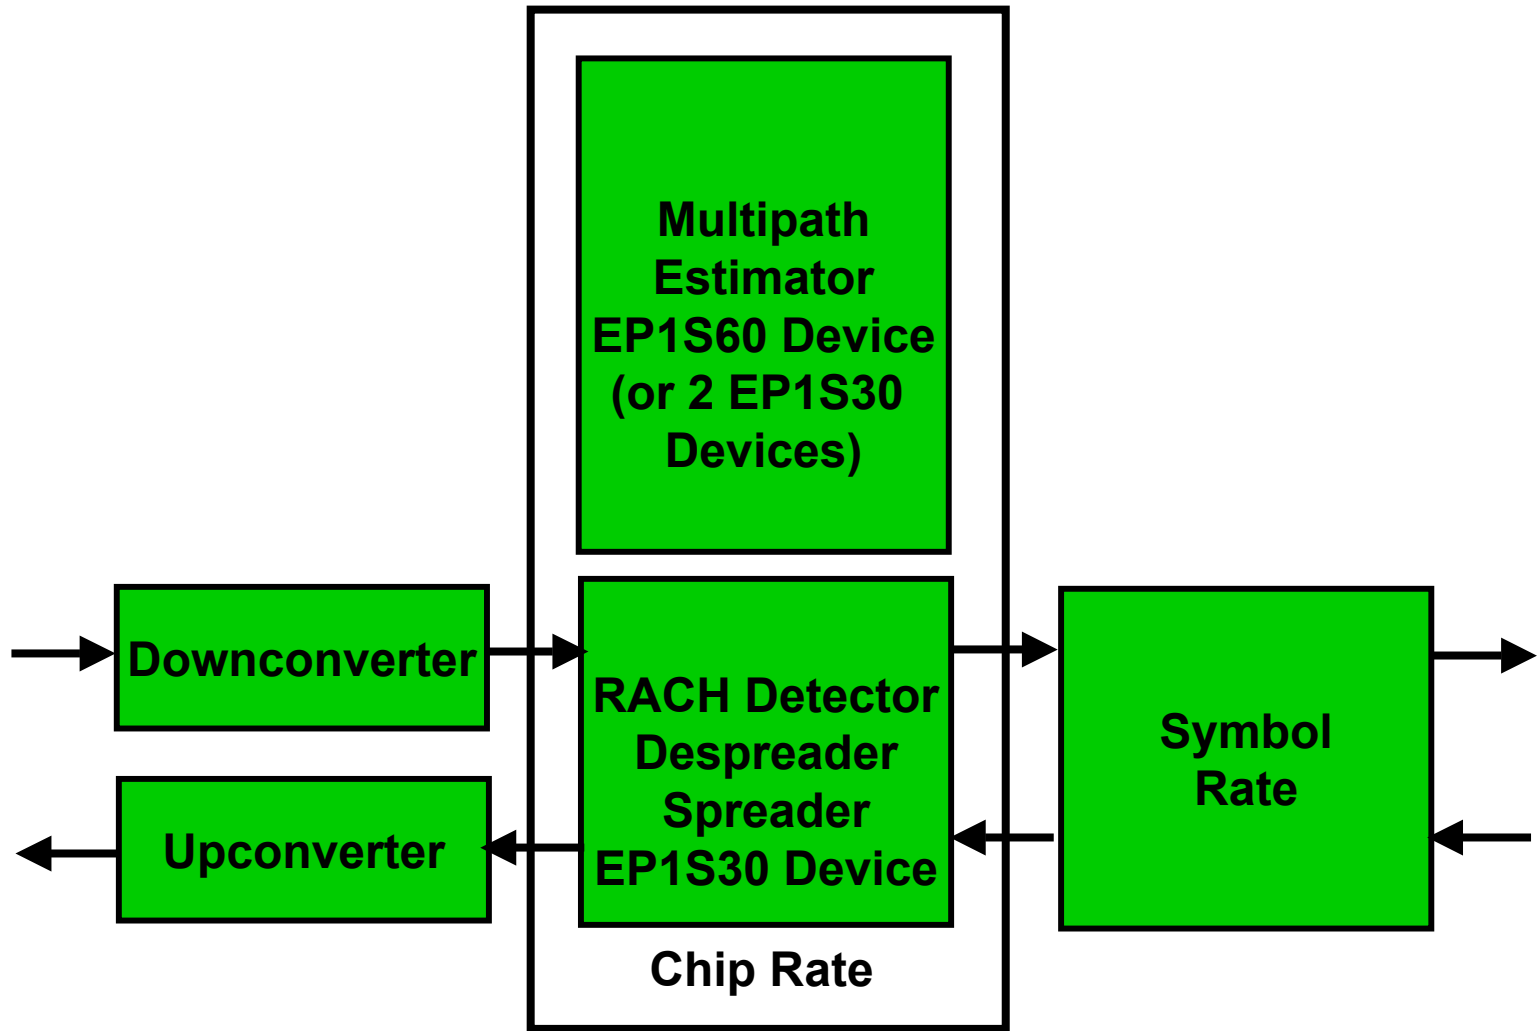 Multipath
Estimator
EP1S60 Device
(or 2 EP1S30
Devices)
Downconverter
RACH Detector
Despreader
Spreader
EP1S30 Device
Symbol
Rate
Upconverter
Chip Rate